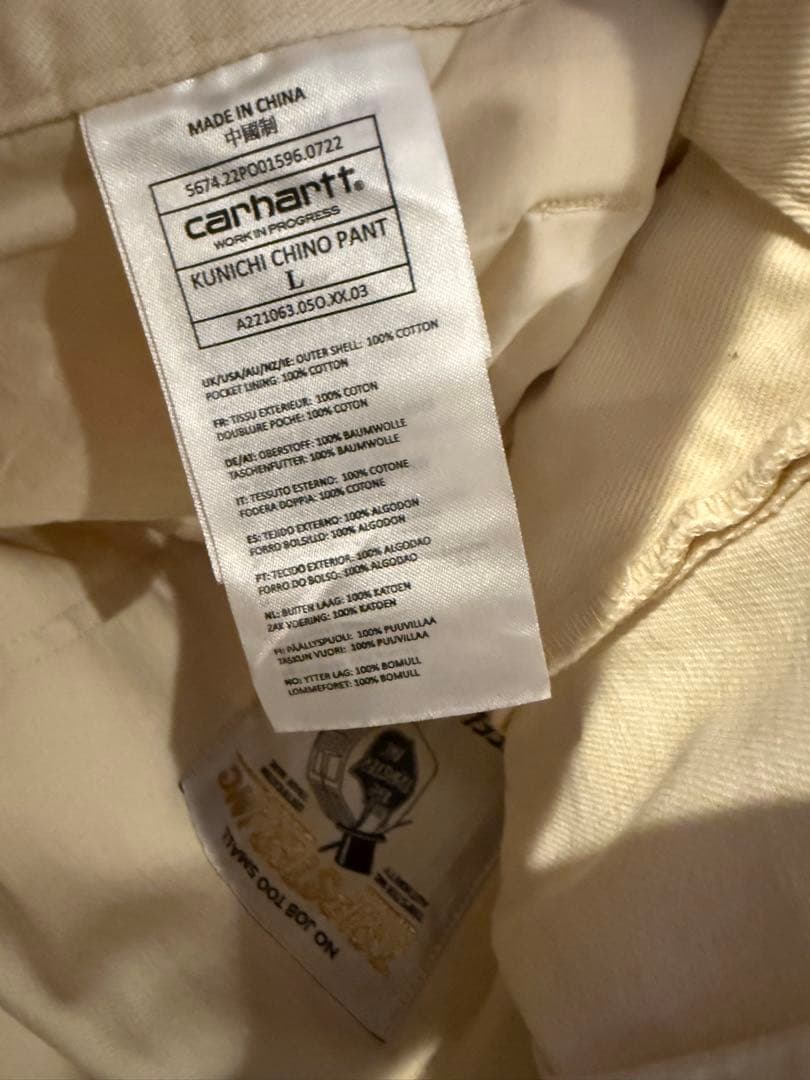 MADE IN CHINA
中國制
5674.22PO01596.0722
carhartt®
WORK IN PROGRESS
KUNICHI CHINO PANT
L
A221063.05O.XX.03
UK/USA/AU/NZ/IE: OUTER SHELL: 100% COTTON
POCKET LINING: 100% COTTON
FR: TISSU EXTERIEUR: 100% COTON
DOUBLURE POCHE: 100% COTON
DE/AT: OBERSTOFF: 100% BAUMWOLLE
TASCHENFUTTER: 100% BAUMWOLLE
IT: TESSUTO ESTERNO: 100% COTONE
FODERA DOPPIA: 100% COTONE
ES: TEJIDO EXTERNO: 100% ALGODON
FORRO BOLSILLO: 100% ALGODON
PT: TECIDO EXTERIOR: 100% ALGODAO
FORRO DO BOLSO: 100% ALGODAO
NL: BUITEN LAAG: 100% KATOEN
ZAK VOERING: 100% KATOEN
FI: PÄÄLLYSPUOLI: 100% PUUVILLAA
TASKUN VUORI: 100% PUUVILLAA
NO: YTTER LAG: 100% BOMULL
LOMMEFORET: 100% BOMULL
INC
AUTHORITY
NO JOB TOO SMALL